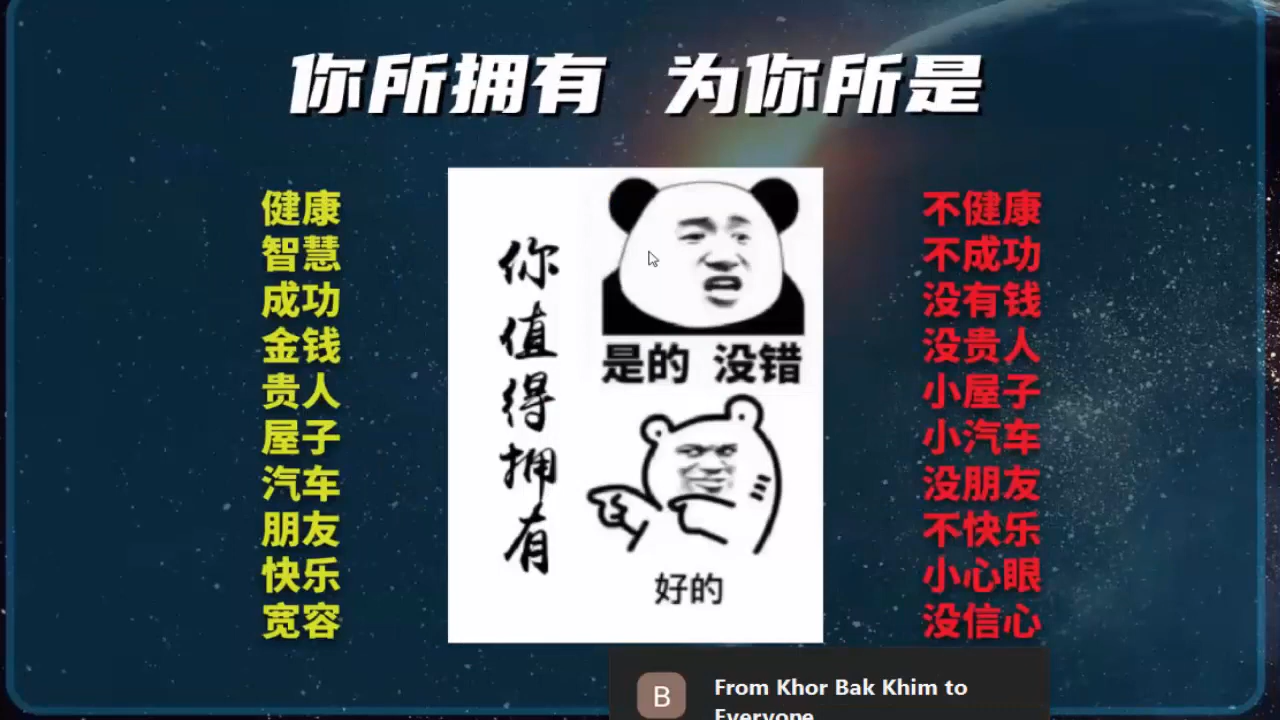 你所拥有 为你所是
健康
智慧
成功
金钱
贵人
屋子
汽车
朋友
快乐
宽容
你值得拥有
是的 没错
好的
不健康
不成功
没有钱
没贵人
小屋子
小汽车
没朋友
不快乐
小心眼
没信心
B
From Khor Bak Khim to
Everyone